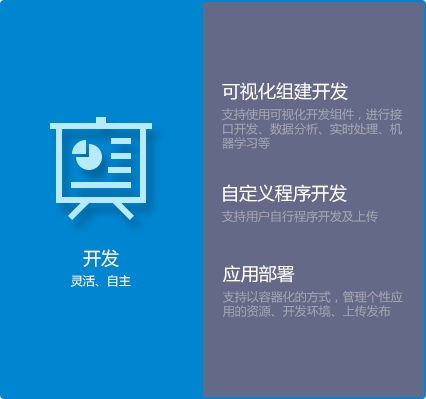 开发
灵活、自主
可视化组建开发
支持使用可视化开发组件，进行接
口开发、数据分析、实时处理、机
器学习等
自定义程序开发
支持用户自行程序开发及上传
应用部署
支持以容器化的方式，管理个性应
用的资源、开发环境、上传发布